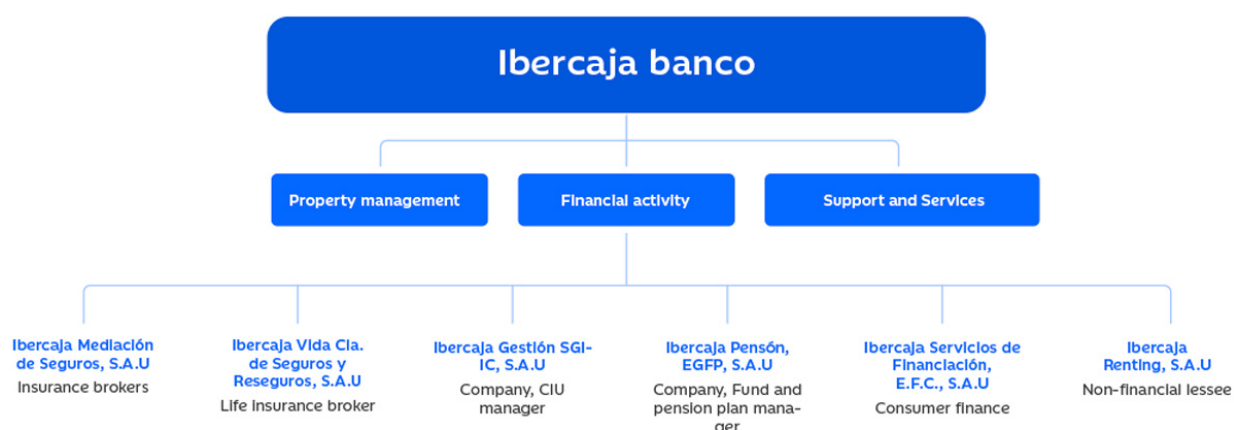 Ibercaja banco
Property management
Financial activity
Support and Services
Ibercaja Mediación
de Seguros, S.A.U
Insurance brokers
Ibercaja Vida Cia.
de Seguros y
Reseguros, S.A.U
Life insurance broker
Ibercaja Gestión SGI-
IC, S.A.U
Company, CIU
manager
Ibercaja Pensón,
EGFP, S.A.U
Company, Fund and
pension plan mana-
ger
Ibercaja Servicios de
Financiación,
E.F.C., S.A.U
Consumer finance
Ibercaja
Renting, S.A.U
Non-financial lessee